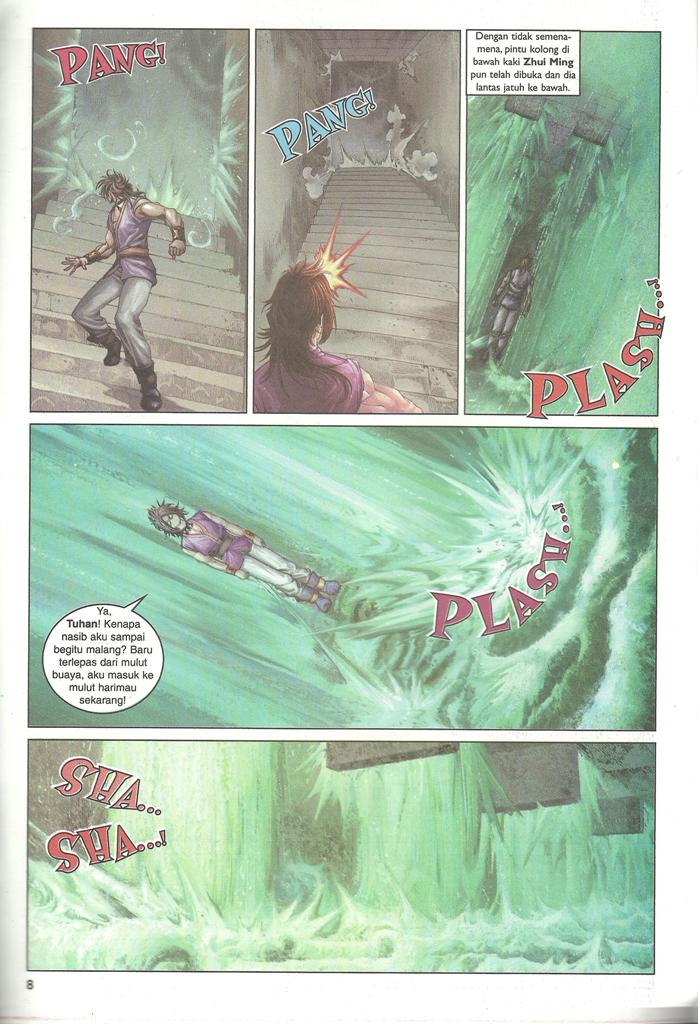 PANG!
PANG!
Dengan tidak semena-
mena, pintu kolong di
bawah kaki Zhui Ming
pun telah dibuka dan dia
lantas jatuh ke bawah.
PLASH...!
Ya,
Tuhan! Kenapa
nasib aku sampai
begitu malang? Baru
terlepas dari mulut
buaya, aku masuk ke
mulut harimau
sekarang!
PLASH...!
SHA...
SHA...!
8